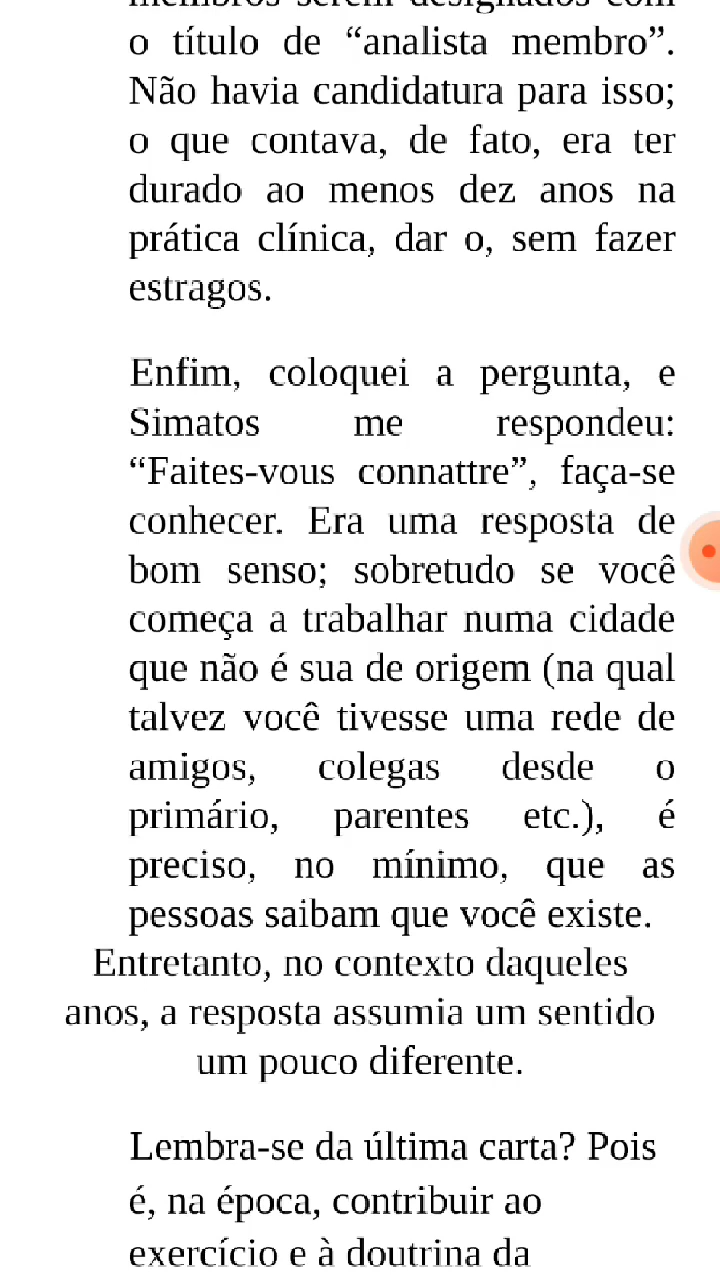 membros serem designados com
o título de “analista membro”.
Não havia candidatura para isso;
o que contava, de fato, era ter
durado ao menos dez anos na
prática clínica, dar o, sem fazer
estragos.
Enfim, coloquei a pergunta, e
Simatos me respondeu:
“Faites-vous connattre”, faça-se
conhecer. Era uma resposta de
bom senso; sobretudo se você
começa a trabalhar numa cidade
que não é sua de origem (na qual
talvez você tivesse uma rede de
amigos, colegas desde o
primário, parentes etc.), é
preciso, no mínimo, que as
pessoas saibam que você existe.
Entretanto, no contexto daqueles
anos, a resposta assumia um sentido
um pouco diferente.
Lembra-se da última carta? Pois
é, na época, contribuir ao
exercício e à doutrina da